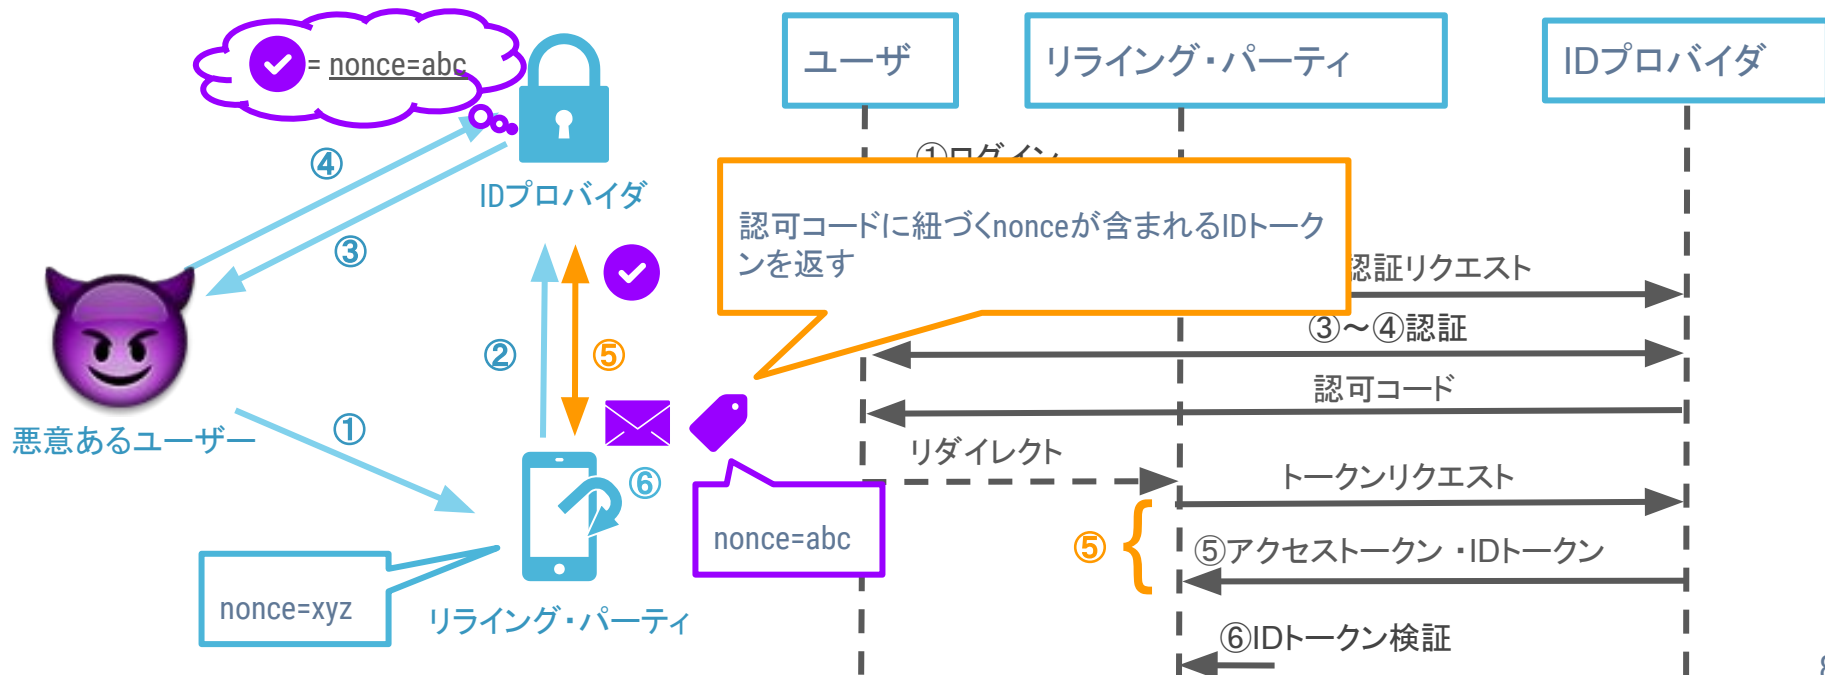 = nonce=abc
IDプロバイダ
④
③
②
⑤
①
悪意あるユーザー
⑥
nonce=abc
nonce=xyz
リライング・パーティ
ユーザ
リライング・パーティ
IDプロバイダ
①ログイン
認可コードに紐づくnonceが含まれるIDトーク
ンを返す
認証リクエスト
③〜④認証
認可コード
リダイレクト
トークンリクエスト
⑤
⑤アクセストークン・IDトークン
⑥IDトークン検証